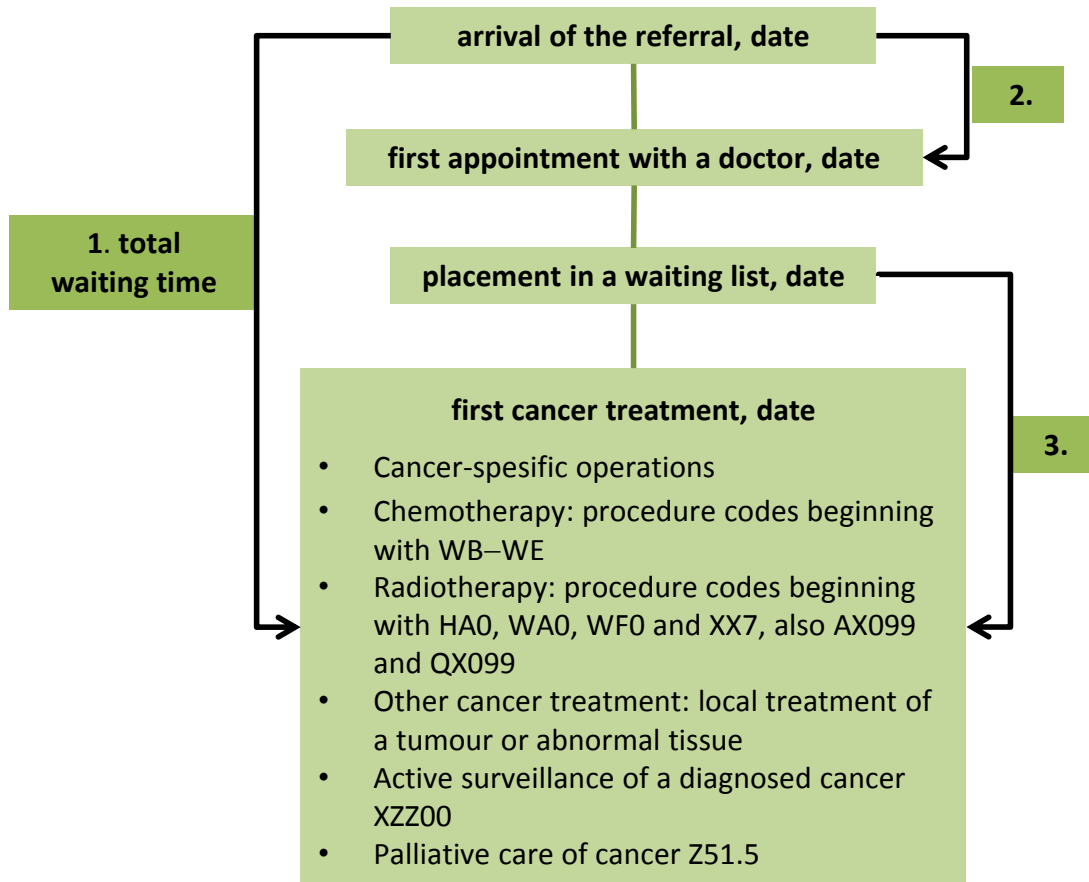 arrival of the referral, date
2.
first appointment with a doctor, date
1. total
waiting time
placement in a waiting list, date
first cancer treatment, date
3.
• Cancer-spesific operations
• Chemotherapy: procedure codes beginning
with WB–WE
• Radiotherapy: procedure codes beginning
with HA0, WA0, WF0 and XX7, also AX099
and QX099
• Other cancer treatment: local treatment of
a tumour or abnormal tissue
• Active surveillance of a diagnosed cancer
XZZ00
• Palliative care of cancer Z51.5